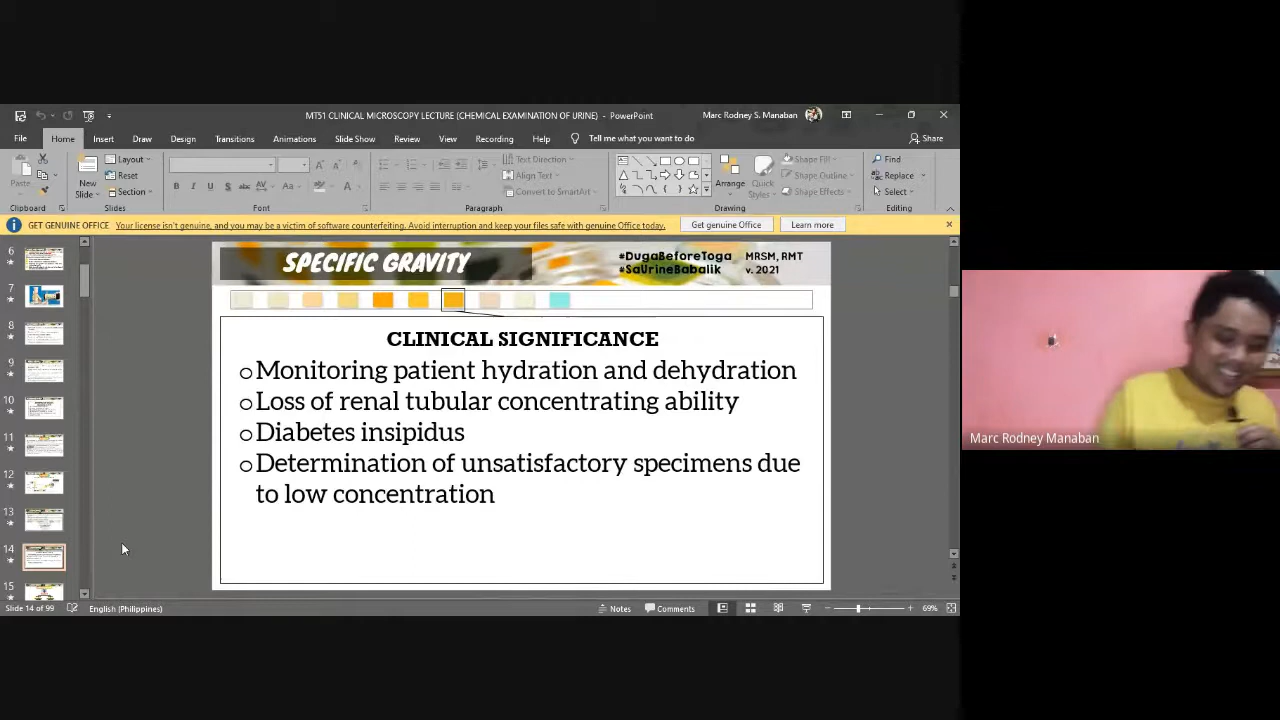 MT51 CLINICAL MICROSCOPY LECTURE (CHEMICAL EXAMINATION OF URINE) - PowerPoint
Marc Rodney S. Manaban
File Home Insert Draw Design Transitions Animations Slide Show Review View Recording Help Tell me what you want to do Share
Paste
New Slide
Layout
Reset
Section
B I U S abc AV Aa A
Text Direction
Align Text
Convert to SmartArt
Arrange
Quick Styles
Shape Fill
Shape Outline
Shape Effects
Find
Replace
Select
Clipboard Slides Font Paragraph Drawing Editing
GET GENUINE OFFICE Your license isn't genuine, and you may be a victim of software counterfeiting. Avoid interruption and keep your files safe with genuine Office today. Get genuine Office Learn more
6
7
8
9
10
11
12
13
14
15
SPECIFIC GRAVITY
#DugaBeforeToga
#SaUrineBabalik
MRSM, RMT
v. 2021
CLINICAL SIGNIFICANCE
Monitoring patient hydration and dehydration
Loss of renal tubular concentrating ability
Diabetes insipidus
Determination of unsatisfactory specimens due
to low concentration
Marc Rodney Manaban
Slide 14 of 99 English (Philippines) Notes Comments 69%